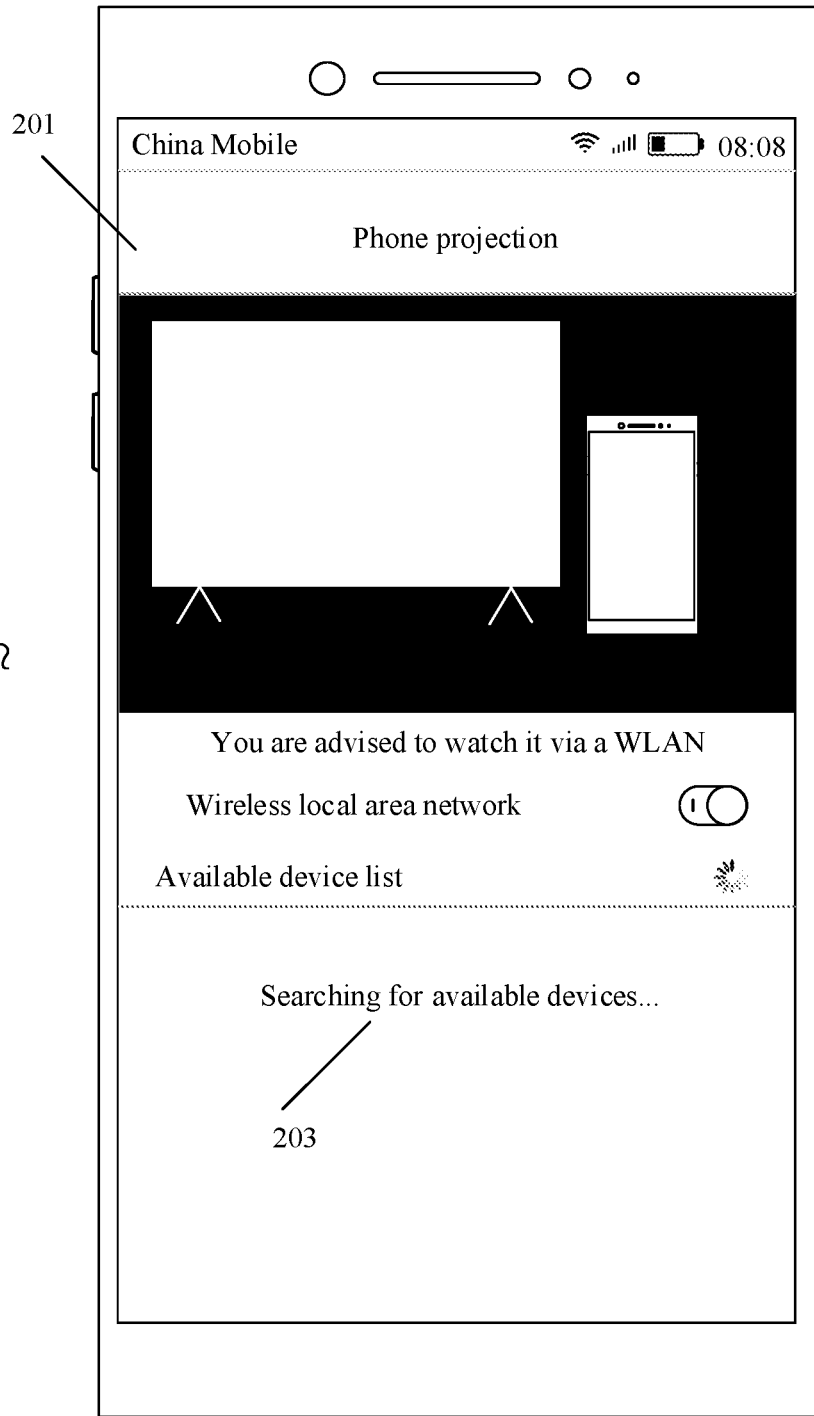 201
China Mobile 08:08
Phone projection
You are advised to watch it via a WLAN
Wireless local area network
Available device list
Searching for available devices...
203